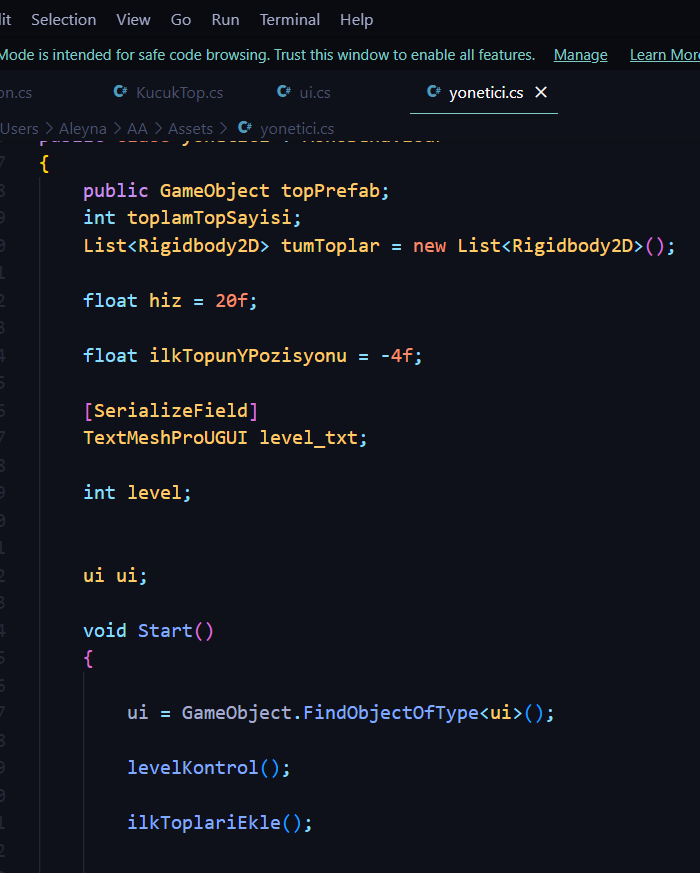 Selection View Go Run Terminal Help
Mode is intended for safe code browsing. Trust this window to enable all features. Manage Learn More
on.cs KucukTop.cs ui.cs yonetici.cs
Users > Aleyna > AA > Assets > yonetici.cs
{
public GameObject topPrefab;
int toplamTopSayisi;
List<Rigidbody2D> tumToplar = new List<Rigidbody2D>();
float hiz = 20f;
float ilkTopunYPozisyonu = -4f;
[SerializeField]
TextMeshProUGUI level_txt;
int level;
ui ui;
void Start()
{
ui = GameObject.FindObjectOfType<ui>();
levelKontrol();
ilkToplariEkle();